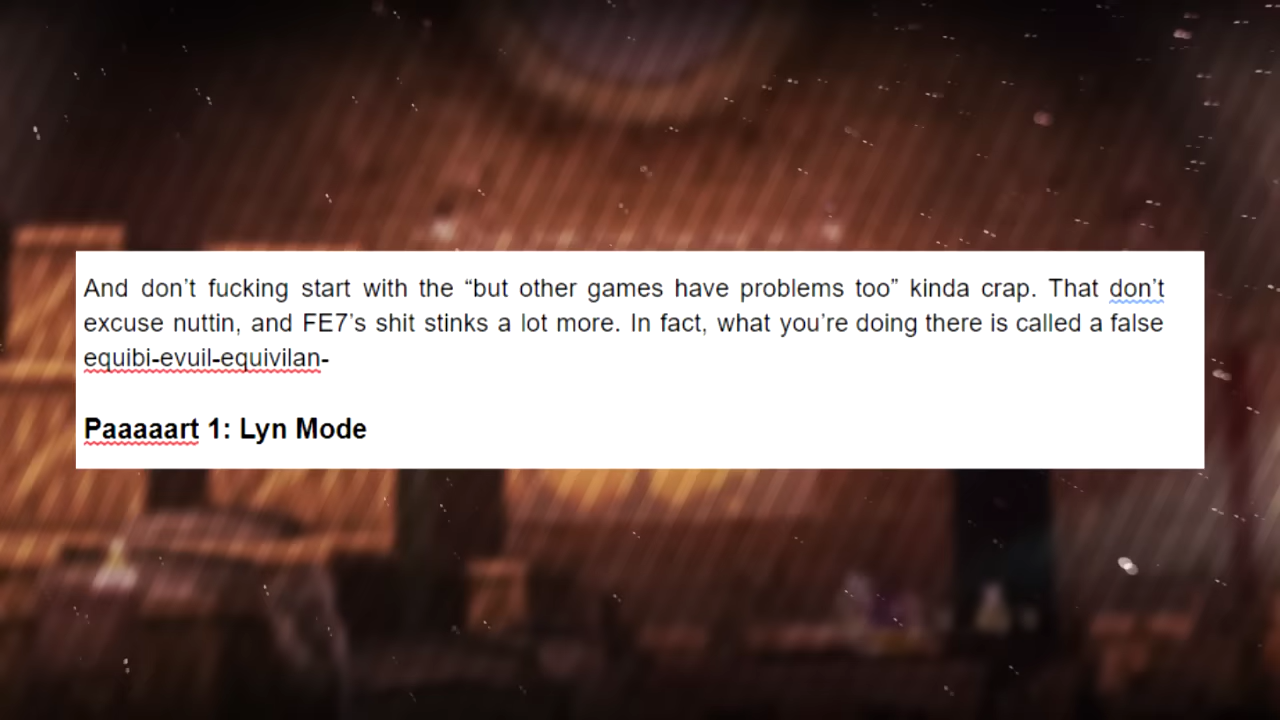 And don’t fucking start with the “but other games have problems too” kinda crap. That don’t
excuse nuttin, and FE7’s shit stinks a lot more. In fact, what you’re doing there is called a false
equibi-evuil-equivilan-
Paaaaart 1: Lyn Mode